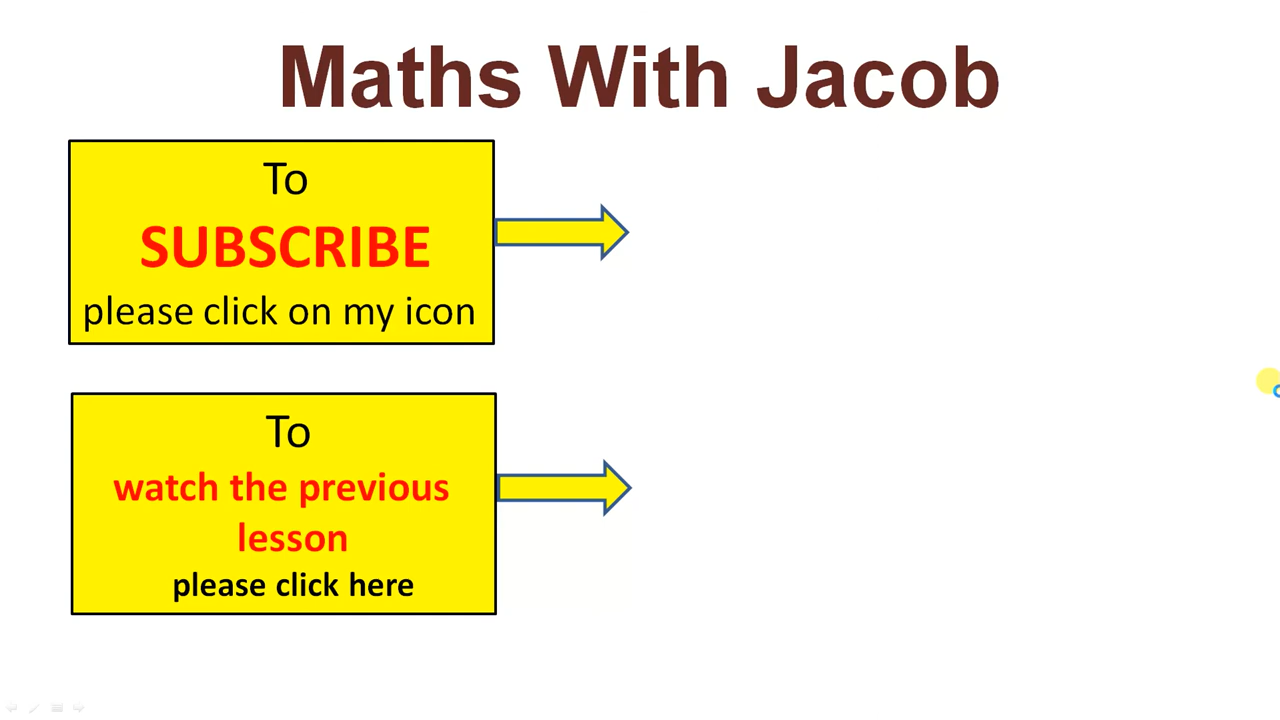 Maths With Jacob
To
SUBSCRIBE
please click on my icon
To
watch the previous
lesson
please click here